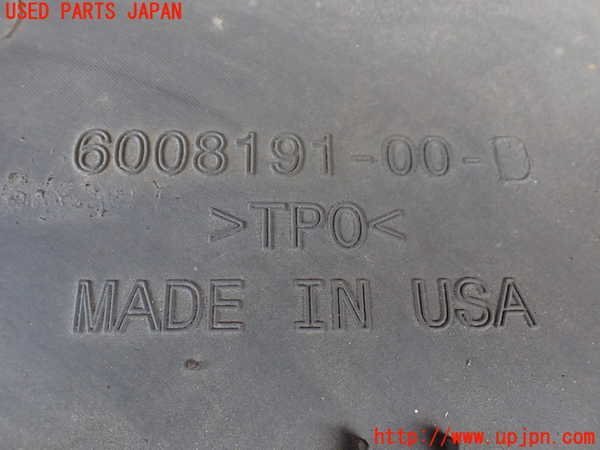 USED PARTS JAPAN
6008191-00-D
>TPO<
MADE IN USA
http://www.upjpn.com